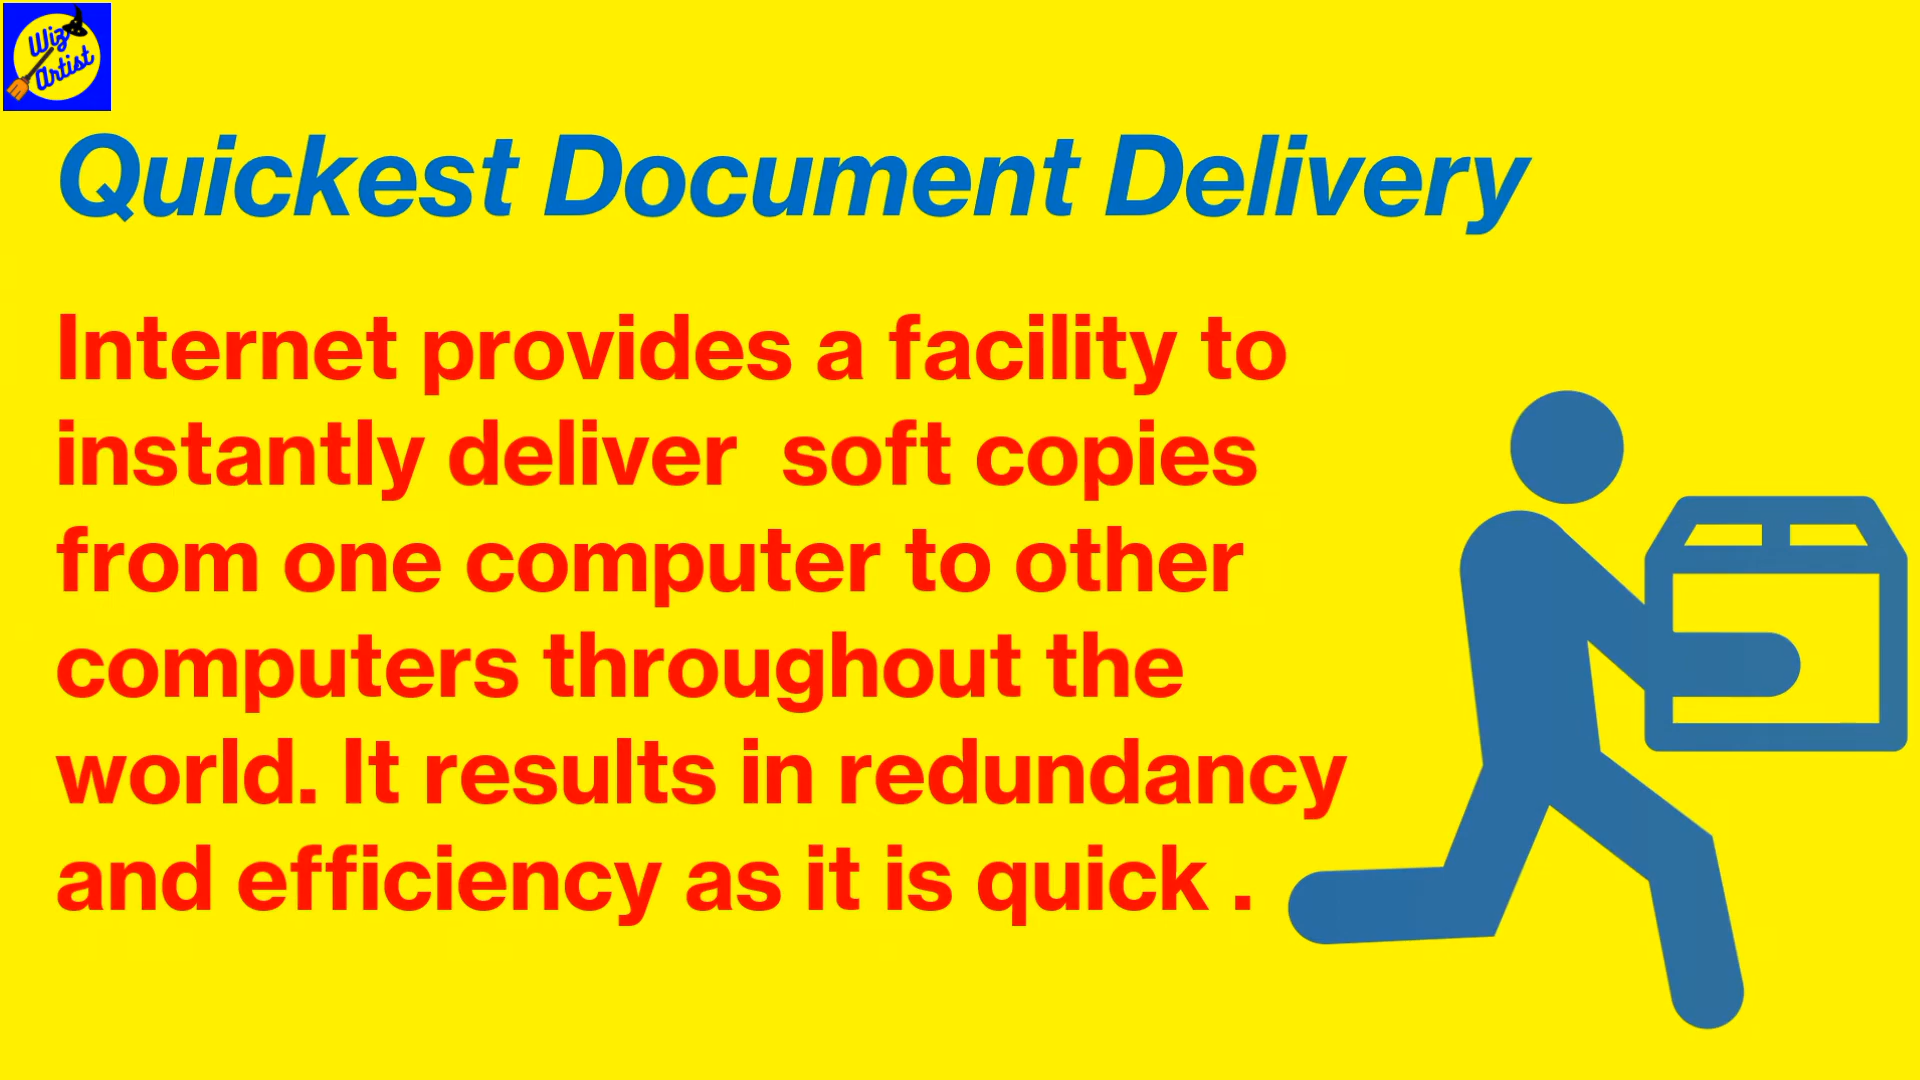 Wiz
Artist
Quickest Document Delivery
Internet provides a facility to
instantly deliver  soft copies
from one computer to other
computers throughout the
world. It results in redundancy
and efficiency as it is quick .